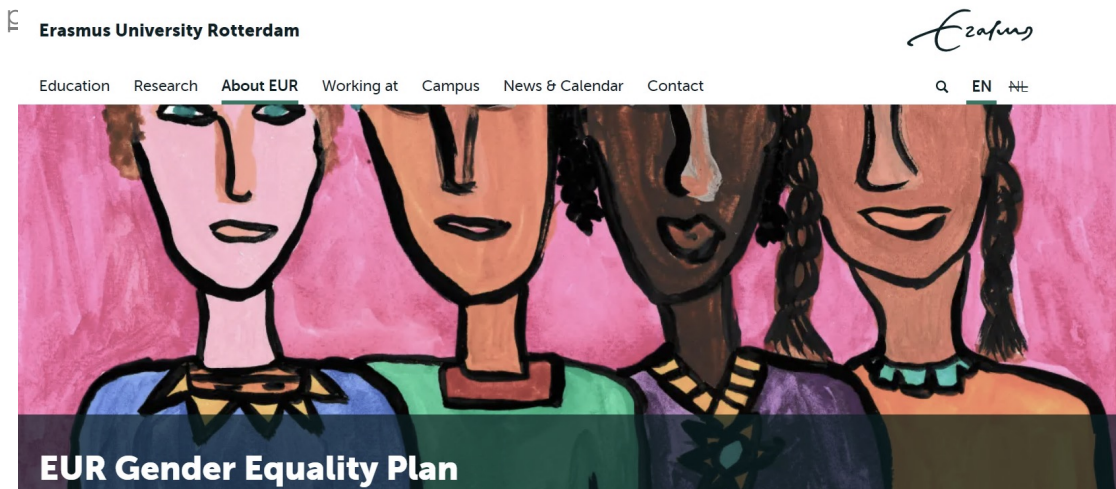 Erasmus University Rotterdam
Erasmus
Education Research About EUR Working at Campus News & Calendar Contact EN NL
EUR Gender Equality Plan